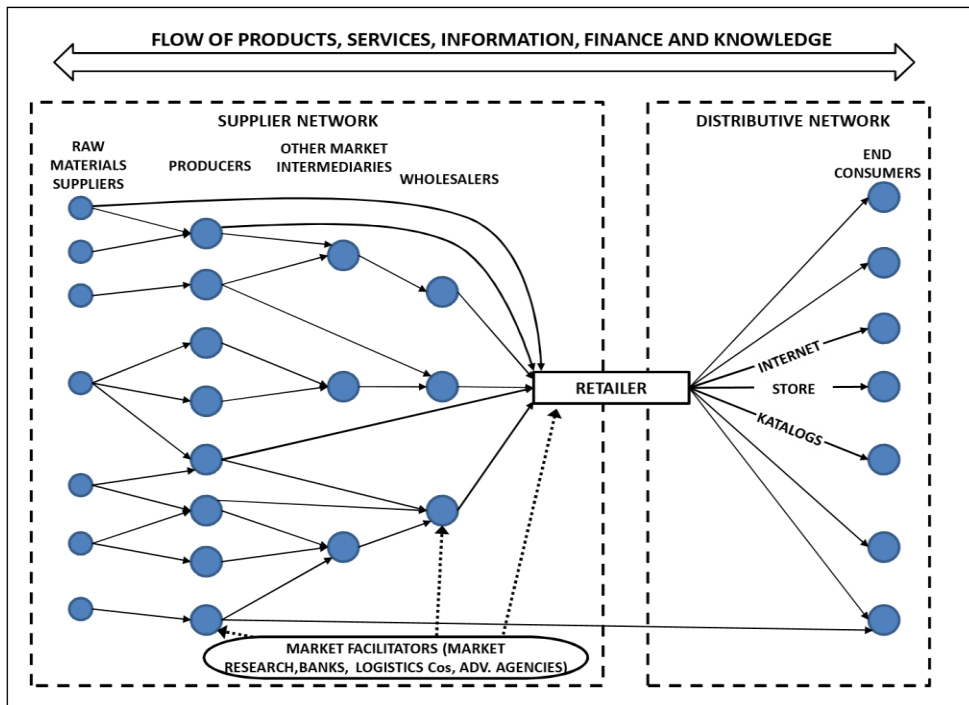 FLOW OF PRODUCTS, SERVICES, INFORMATION, FINANCE AND KNOWLEDGE
SUPPLIER NETWORK
DISTRIBUTIVE NETWORK
RAW
MATERIALS
SUPPLIERS
PRODUCERS
OTHER MARKET
INTERMEDIARIES
WHOLESALERS
END
CONSUMERS
RETAILER
INTERNET
STORE
KATALOGS
MARKET FACILITATORS (MARKET
RESEARCH,BANKS, LOGISTICS Cos, ADV. AGENCIES)